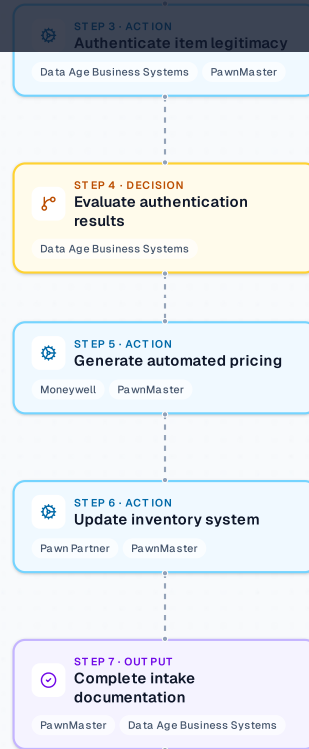 STEP 3 · ACTION
Authenticate item legitimacy
Data Age Business Systems PawnMaster
STEP 4 · DECISION
Evaluate authentication
results
Data Age Business Systems
STEP 5 · ACTION
Generate automated pricing
Moneywell PawnMaster
STEP 6 · ACTION
Update inventory system
Pawn Partner PawnMaster
STEP 7 · OUTPUT
Complete intake
documentation
PawnMaster Data Age Business Systems